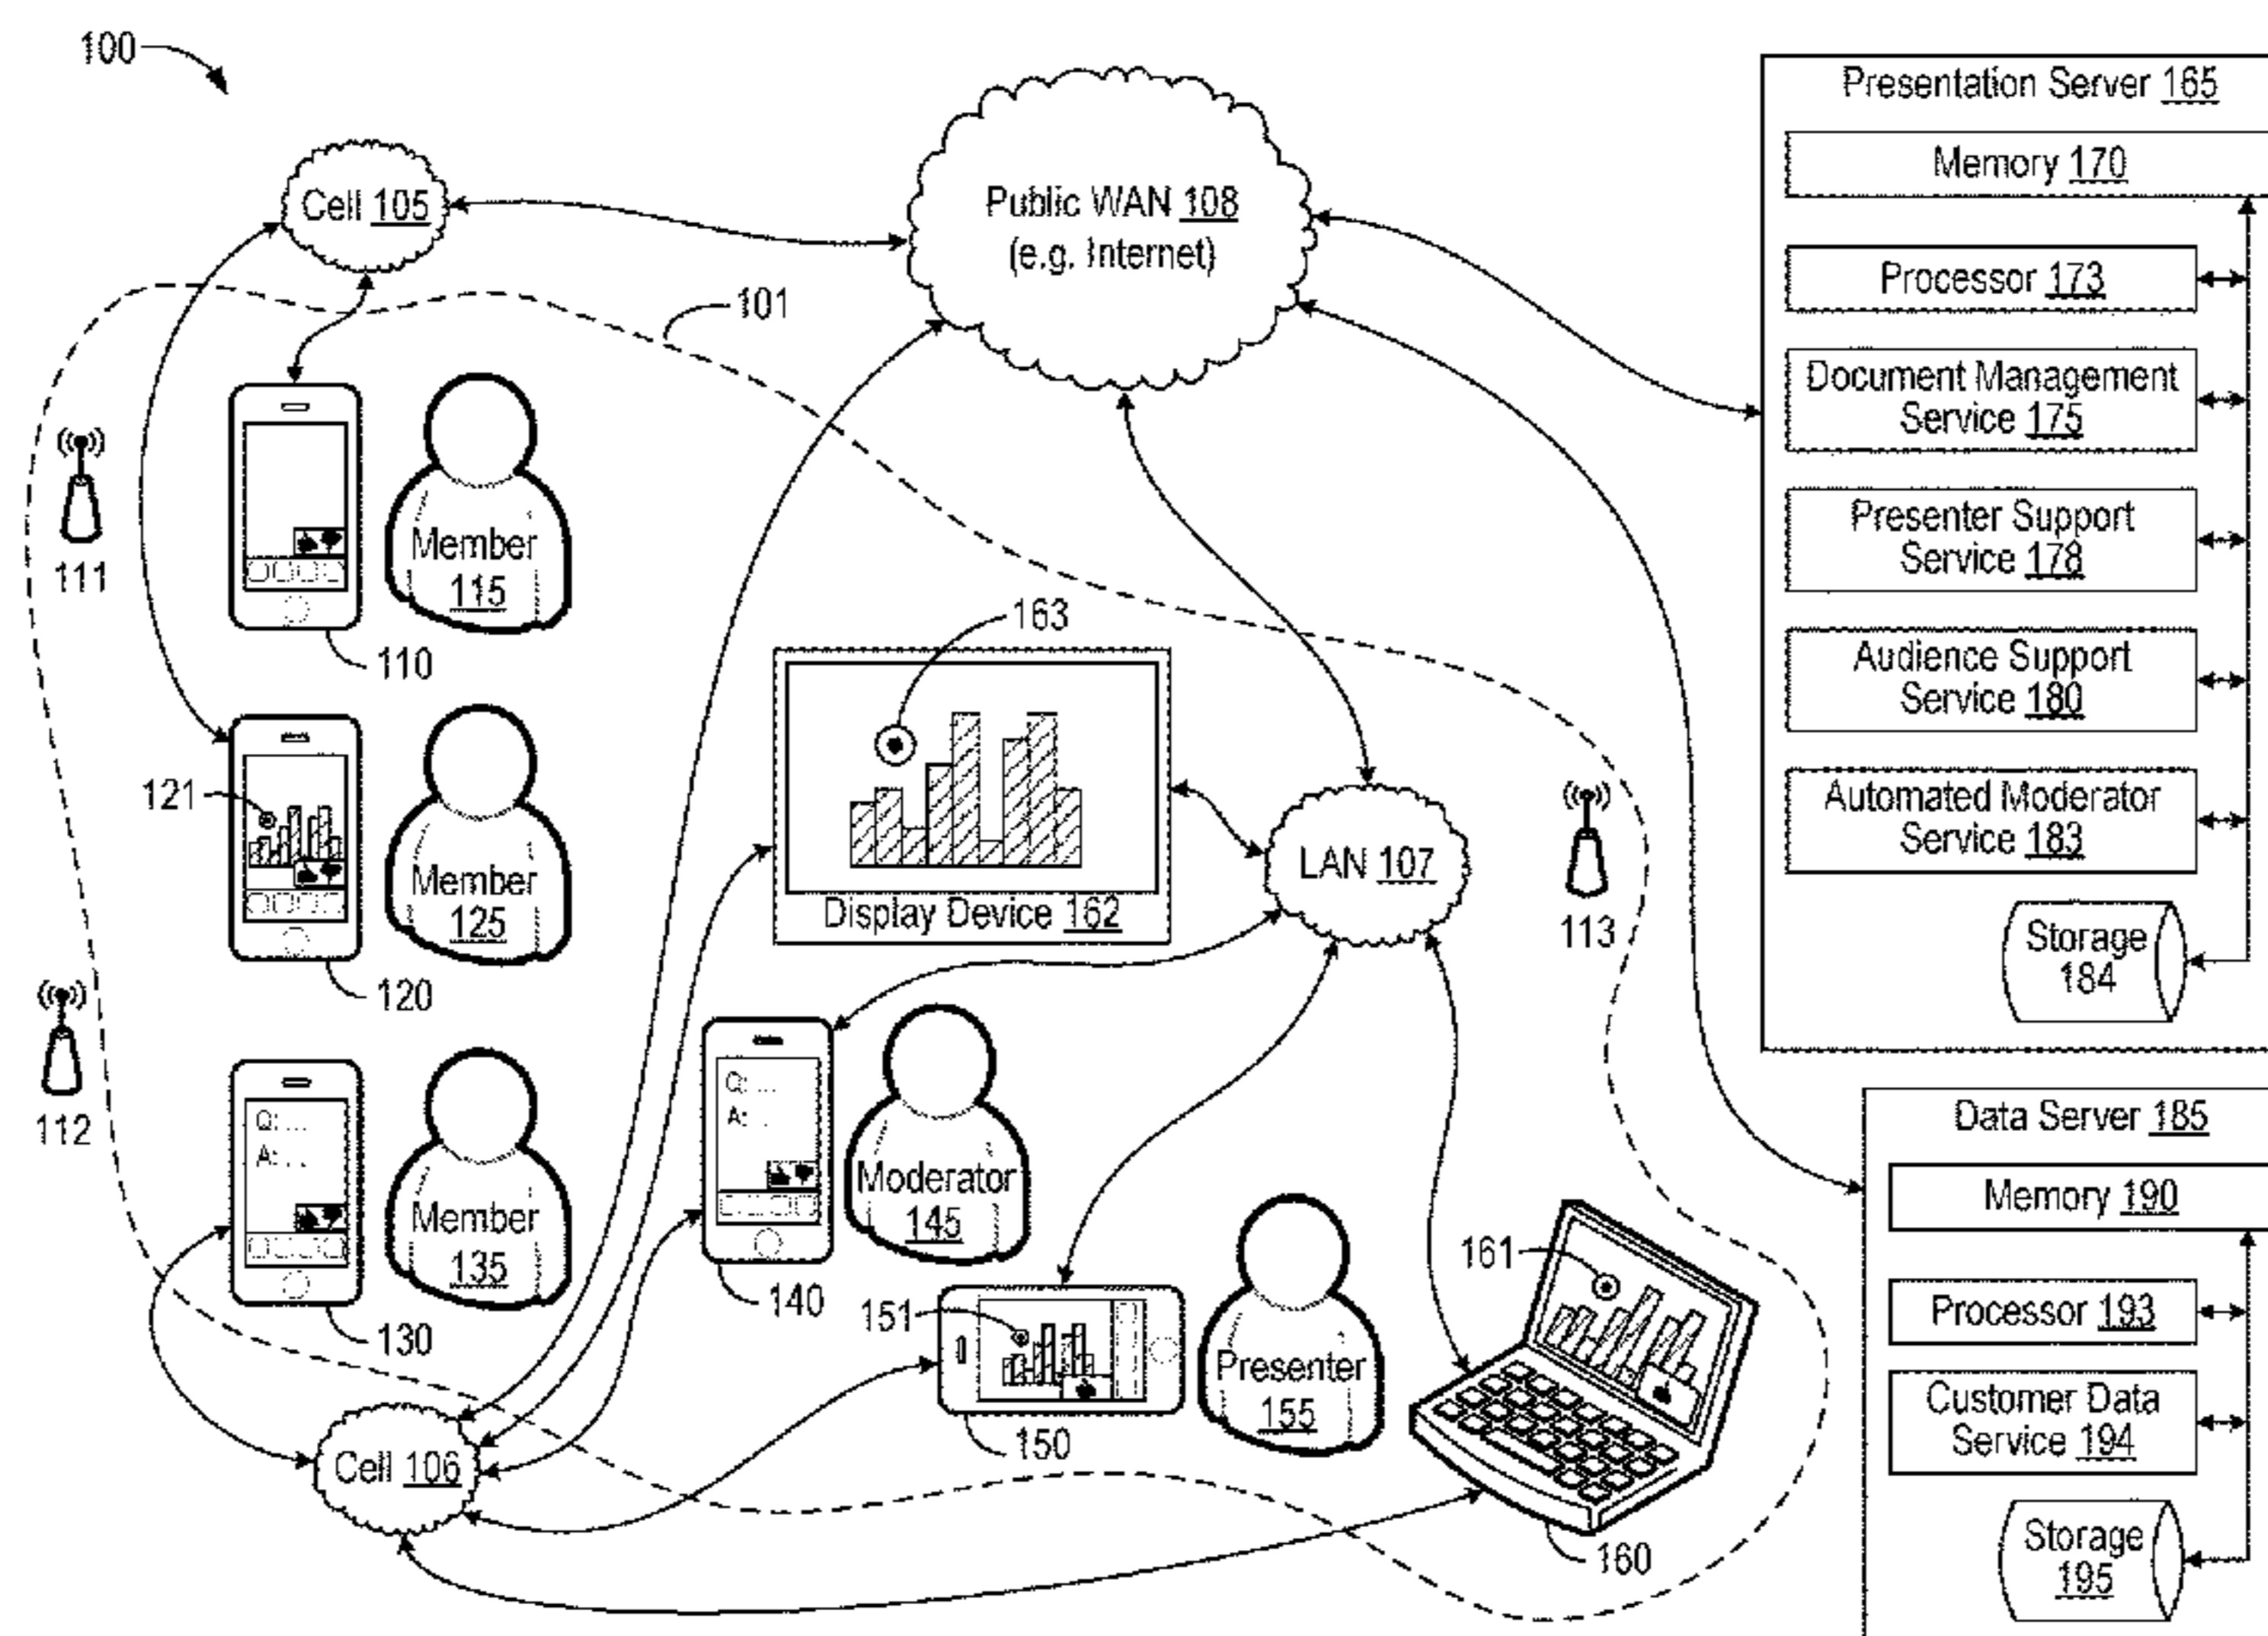 100
Cell 105
Public WAN 108
(e.g. Internet)
101
111
Member
115
110
163
121
Member
125
120
112
Display Device 162
LAN 107
113
Q: ...
A: ...
Member
135
130
Q: ...
A: ...
Moderator
145
140
151
Presenter
155
150
161
160
Cell 106
Presentation Server 165
Memory 170
Processor 173
Document Management
Service 175
Presenter Support
Service 178
Audience Support
Service 180
Automated Moderator
Service 183
Storage
184
Data Server 185
Memory 190
Processor 193
Customer Data
Service 194
Storage
195